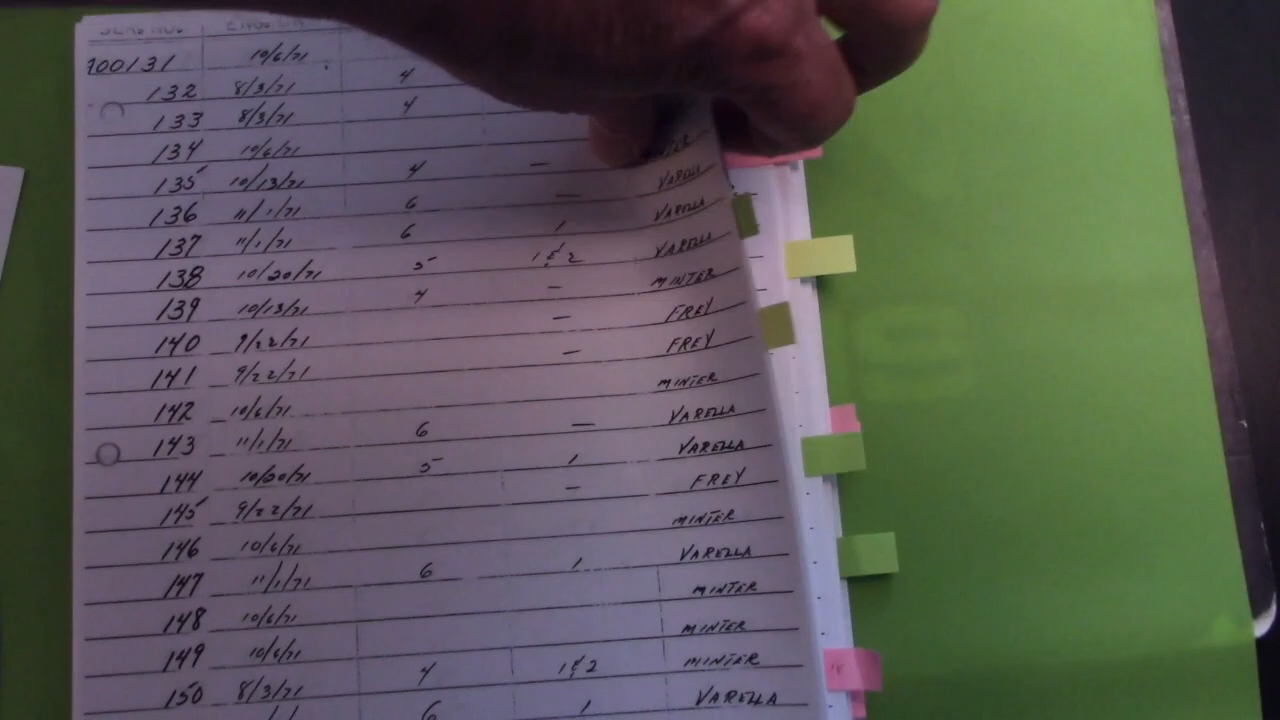 SER. NOS.
900131 10/6/71
132 8/3/71 4
133 8/3/71 4
134 10/6/71
135 10/13/71 4 —
136 11/1/71 6 — VARELLA
137 11/1/71 6 1 VARELLA
138 10/20/71 5 1 & 2 VARELLA
139 10/13/71 4 — MINTER
140 9/22/71 — FREY
141 9/22/71 — FREY
142 10/6/71 MINTER
143 11/1/71 6 — VARELLA
144 10/20/71 5 1 VARELLA
145 9/22/71 — FREY
146 10/6/71 MINTER
147 11/1/71 6 1 VARELLA
148 10/6/71 MINTER
149 10/6/71 MINTER
150 8/3/71 4 1 & 2 MINTER
6 1 VARELLA